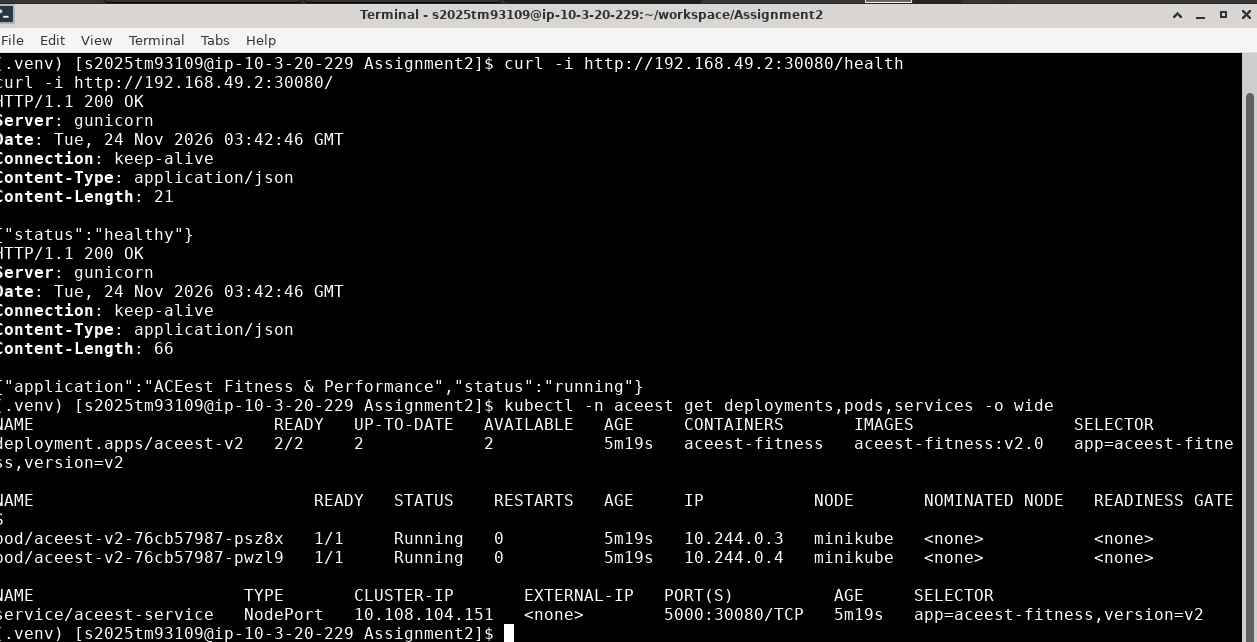 Terminal - s2025tm93109@ip-10-3-20-229:~/workspace/Assignment2
File Edit View Terminal Tabs Help
(.venv) [s2025tm93109@ip-10-3-20-229 Assignment2]$ curl -i http://192.168.49.2:30080/health
curl -i http://192.168.49.2:30080/
HTTP/1.1 200 OK
Server: gunicorn
Date: Tue, 24 Nov 2026 03:42:46 GMT
Connection: keep-alive
Content-Type: application/json
Content-Length: 21
{"status":"healthy"}
HTTP/1.1 200 OK
Server: gunicorn
Date: Tue, 24 Nov 2026 03:42:46 GMT
Connection: keep-alive
Content-Type: application/json
Content-Length: 66
{"application":"ACEest Fitness & Performance","status":"running"}
(.venv) [s2025tm93109@ip-10-3-20-229 Assignment2]$ kubectl -n aceest get deployments,pods,services -o wide
NAME READY UP-TO-DATE AVAILABLE AGE CONTAINERS IMAGES SELECTOR
deployment.apps/aceest-v2 2/2 2 2 5m19s aceest-fitness aceest-fitness:v2.0 app=aceest-fitne
ss,version=v2
NAME READY STATUS RESTARTS AGE IP NODE NOMINATED NODE READINESS GATE
S
pod/aceest-v2-76cb57987-psz8x 1/1 Running 0 5m19s 10.244.0.3 minikube <none> <none>
pod/aceest-v2-76cb57987-pwzl9 1/1 Running 0 5m19s 10.244.0.4 minikube <none> <none>
NAME TYPE CLUSTER-IP EXTERNAL-IP PORT(S) AGE SELECTOR
service/aceest-service NodePort 10.108.104.151 <none> 5000:30080/TCP 5m19s app=aceest-fitness,version=v2
(.venv) [s2025tm93109@ip-10-3-20-229 Assignment2]$